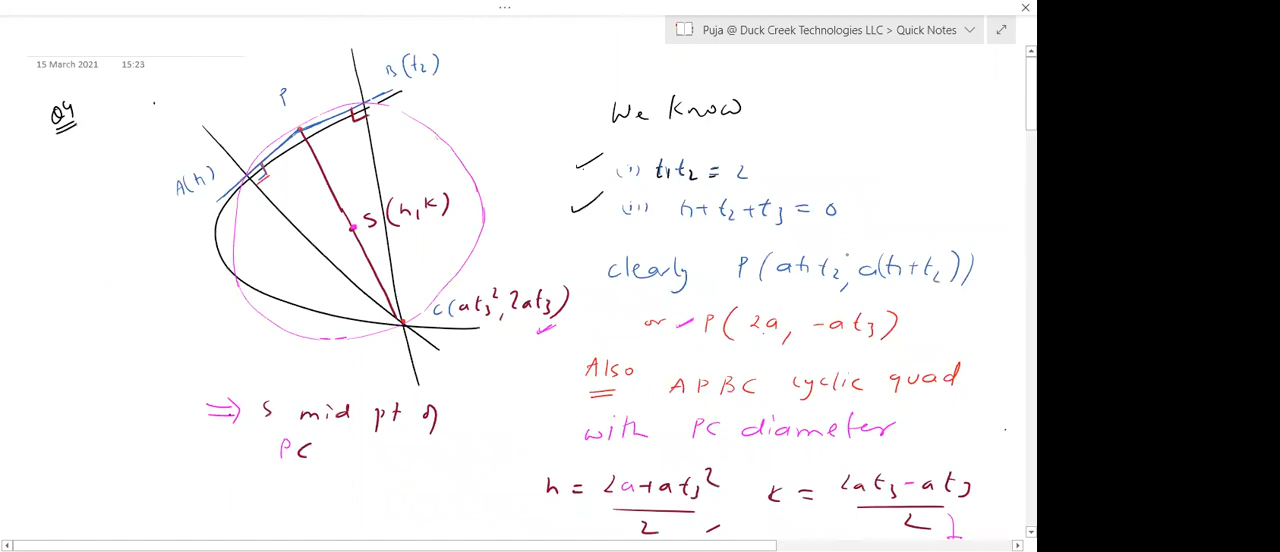 Puja @ Duck Creek Technologies LLC > Quick Notes
15 March 2021 15:23
Q4
B(t₂)
P
A(t₁)
S(h,k)
C(at₃², 2at₃)
⇒ S mid pt of
PC
We know
(i) t₁t₂ = 2
(ii) t₁+t₂+t₃ = 0
clearly P(at₁t₂, a(t₁+t₂))
or P(2a, -at₃)
Also APBC cyclic quad
with PC diameter
h = (2a+at₃²)/2 k = (2at₃-at₃)/2